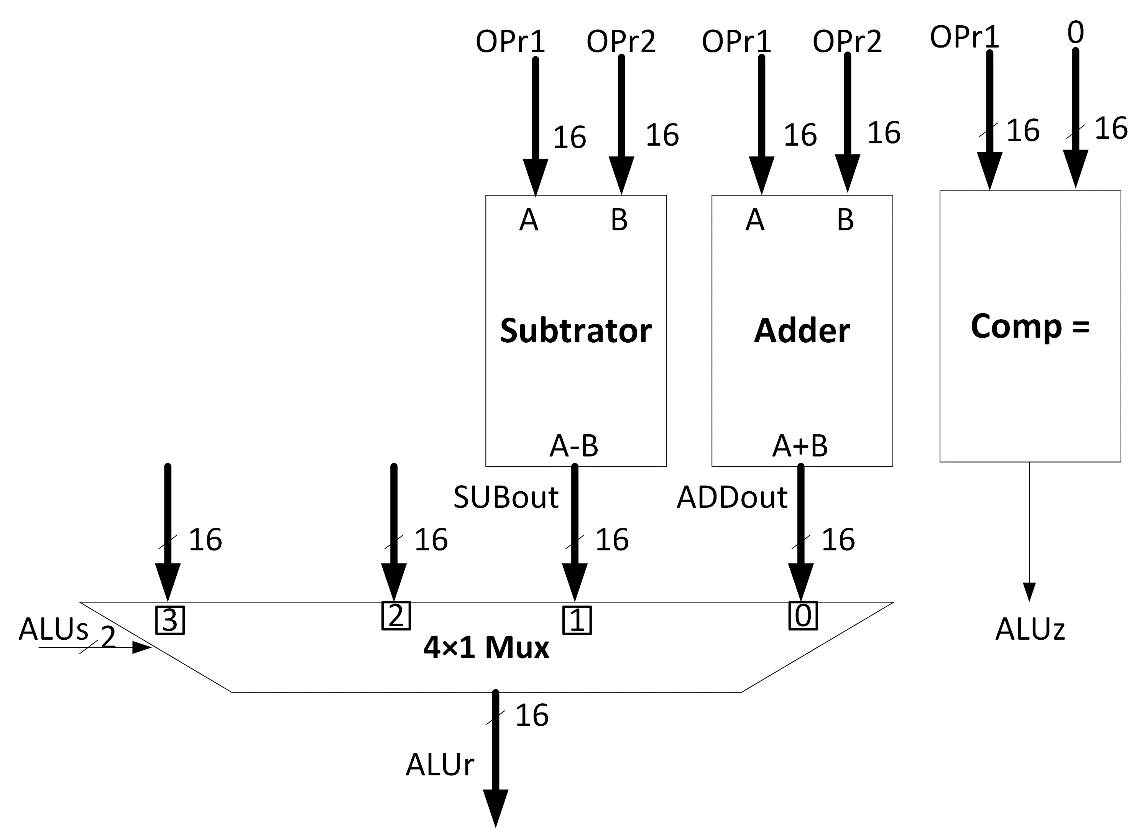 OPr1 OPr2 OPr1 OPr2 OPr1 0
16 16 16 16 16 16
A B A B
Subtrator Adder Comp =
A-B A+B
SUBout ADDout
16 16 16 16
3 2 1 0
ALUs 2 4×1 Mux ALUz
16
ALUr